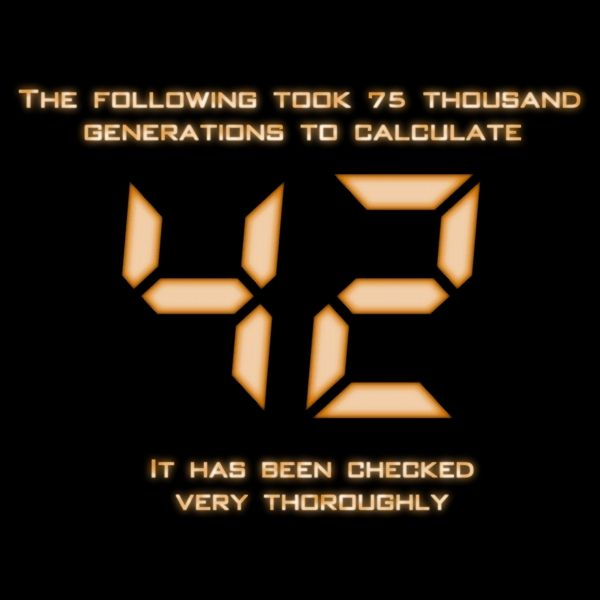 The following took 75 thousand
generations to calculate
42
It has been checked
very thoroughly